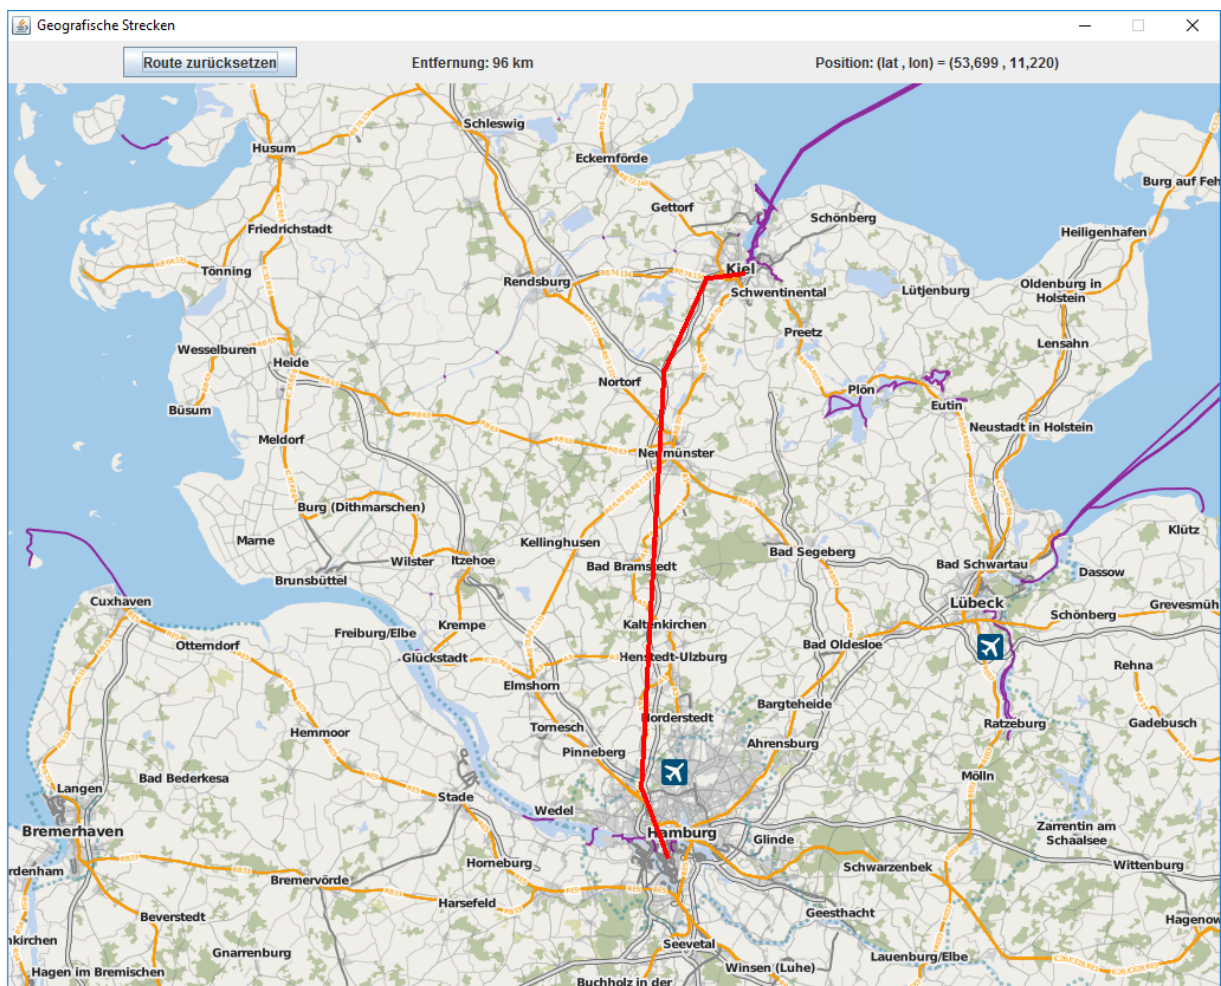 Geografische Strecken
Route zurücksetzen
Entfernung: 96 km
Position: (lat , lon) = (53,699 , 11,220)
Schleswig
Husum
Eckernförde
Burg auf Feh
Gettorf
Schönberg
Friedrichstadt
Heiligenhafen
Tönning
Kiel
Rendsburg
Schwentinental
Lütjenburg
Oldenburg in
Holstein
Preetz
Lensahn
Wesselburen
Heide
Nortorf
Plön
Büsum
Eutin
Neustadt in Holstein
Meldorf
Neumünster
Burg (Dithmarschen)
Klütz
Marne
Kellinghusen
Bad Segeberg
Wilster
Itzehoe
Bad Bramstedt
Bad Schwartau
Dassow
Brunsbüttel
Cuxhaven
Lübeck
Grevesmüh
Schönberg
Krempe
Kaltenkirchen
Freiburg/Elbe
Otterndorf
Bad Oldesloe
Glückstadt
Henstedt-Ulzburg
Rehna
Elmshorn
Bargteheide
Norderstedt
Ratzeburg
Gadebusch
Tornesch
Hemmoor
Pinneberg
Ahrensburg
Bad Bederkesa
Mölln
Langen
Stade
Wedel
Zarrentin am
Schaalsee
Bremerhaven
Hamburg
Glinde
Horneburg
Schwarzenbek
Wittenburg
rdenham
Bremervörde
Harsefeld
Beverstedt
Geesthacht
Hagenow
nkirchen
Seevetal
Gnarrenburg
Lauenburg/Elbe
Hagen im Bremischen
Winsen (Luhe)
Buchholz in der